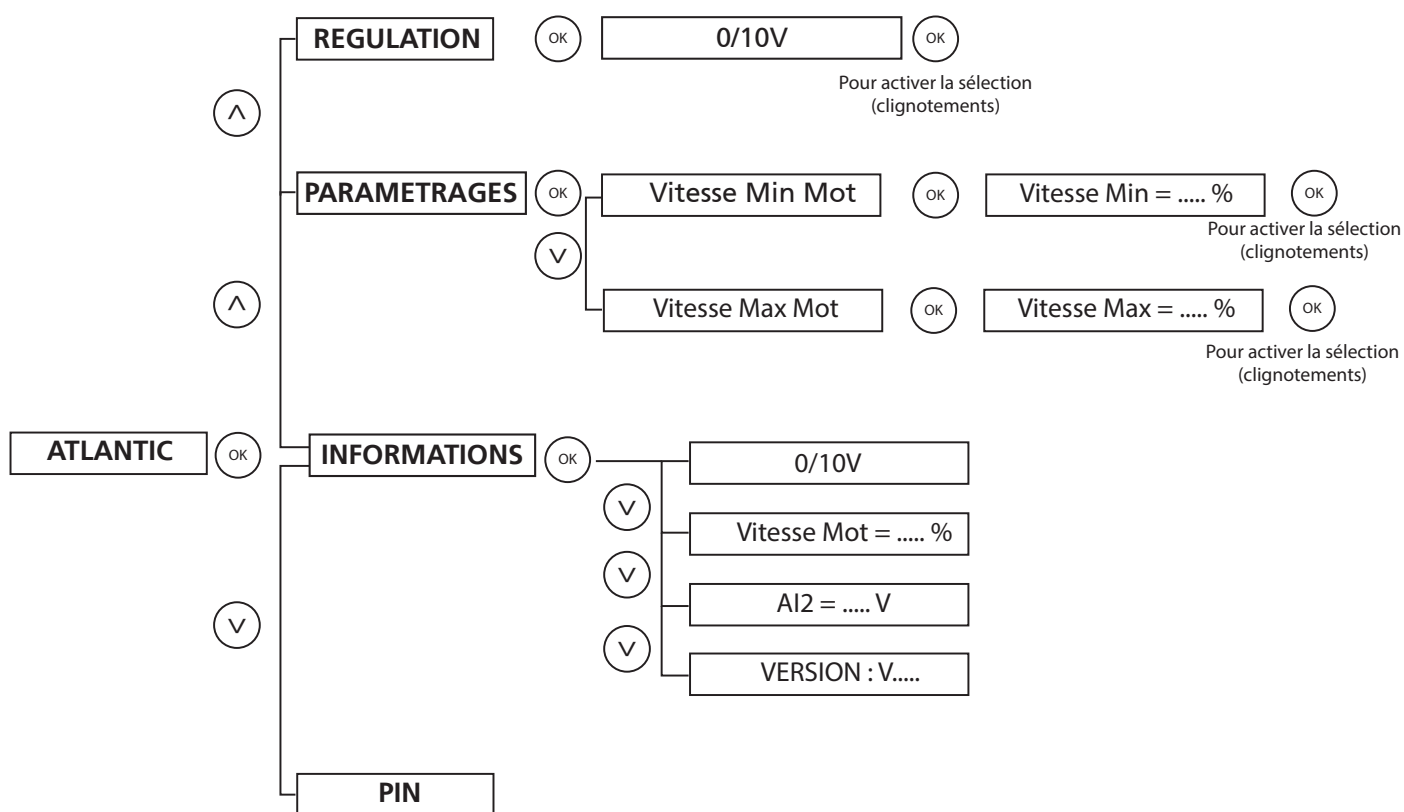 REGULATION OK 0/10V OK
Pour activer la sélection
(clignotements)
PARAMETRAGES OK Vitesse Min Mot OK Vitesse Min = ..... % OK
Pour activer la sélection
(clignotements)
Vitesse Max Mot OK Vitesse Max = ..... % OK
Pour activer la sélection
(clignotements)
ATLANTIC OK INFORMATIONS OK 0/10V
Vitesse Mot = ..... %
AI2 = ..... V
VERSION : V.....
PIN